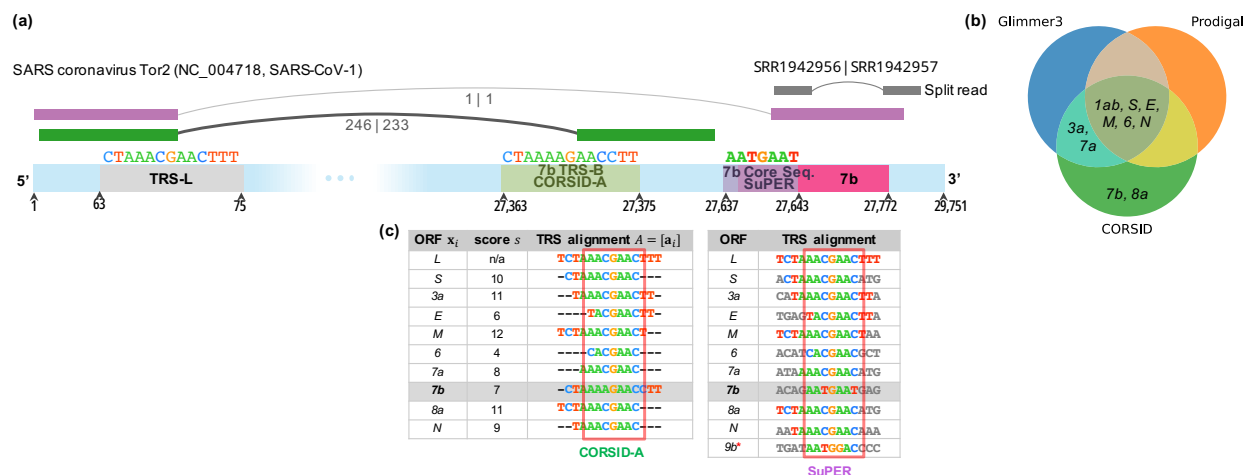 (a)
SARS coronavirus Tor2 (NC_004718, SARS-CoV-1)
SRR1942956|SRR1942957
Split read
1 | 1
246 | 233
CTAAACGAACTTT
CTAAAAGAACCTT
AATGAAT
5'
TRS-L
7b TRS-B
CORSID-A
7b Core Seq.
SuPER
7b
3'
1
63
75
27,363
27,375
27,637
27,643
27,772
29,751
(b)
Glimmer3
Prodigal
1ab, S, E,
M, 6, N
3a,
7a
7b, 8a
CORSID
(c)
ORF xᵢ score s TRS alignment A = [aᵢ]
L n/a TCTAAACGAACTTT
S 10 –CTAAACGAAC–––
3a 11 ––TAAACGAACTT–
E 6 ––––TACGAACTT–
M 12 TCTAAACGAACT––
6 4 ––––CACGAAC–––
7a 8 –––AAACGAAC–––
7b 7 –CTAAAAGAACCTT
8a 11 TCTAAACGAAC–––
N 9 ––TAAACGAAC–––
CORSID-A
ORF TRS alignment
L TCTAAACGAACTTT
S ACTAAACGAACATG
3a CATAAACGAACTTA
E TGAGTACGAACTTA
M TCTAAACGAACTAA
6 ACATCACGAACGCT
7a ATAAAACGAACATG
7b ACAGAATGAATGAG
8a TCTAAACGAACATG
N AATAAACGAACAAA
9b* TGATAATGGACCCC
SuPER